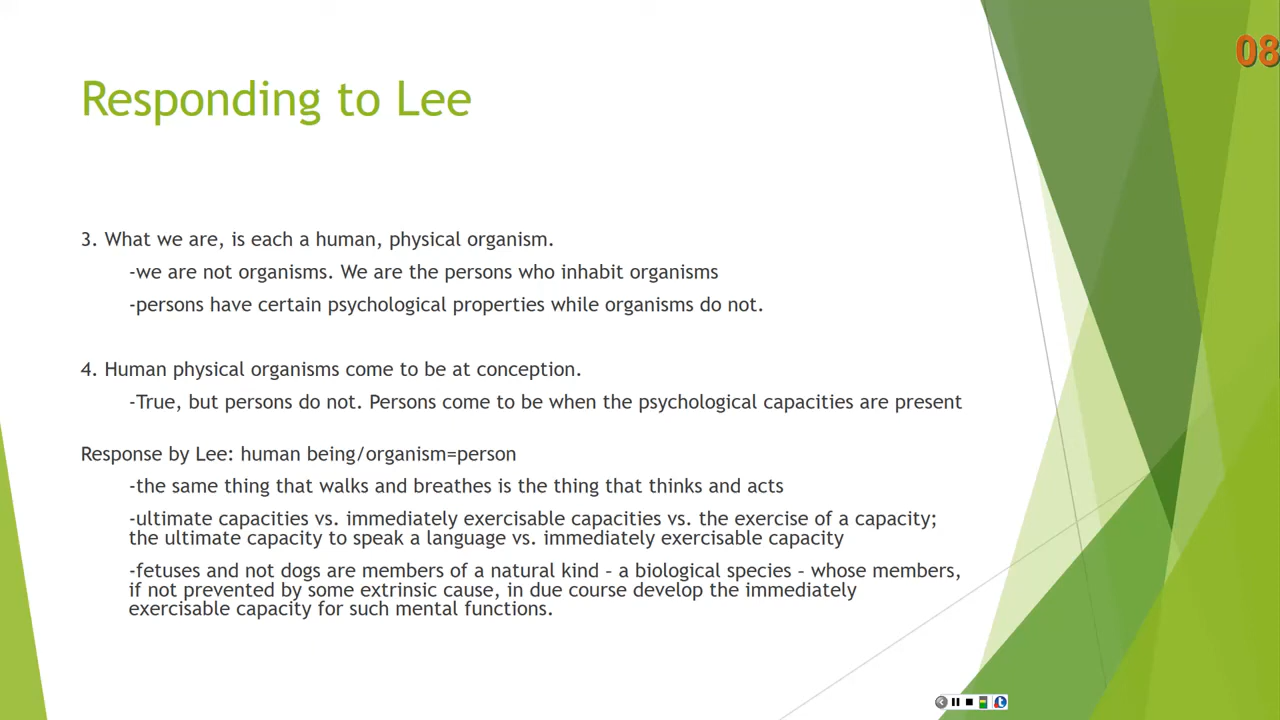 08
Responding to Lee
3. What we are, is each a human, physical organism.
-we are not organisms. We are the persons who inhabit organisms
-persons have certain psychological properties while organisms do not.
4. Human physical organisms come to be at conception.
-True, but persons do not. Persons come to be when the psychological capacities are present
Response by Lee: human being/organism=person
-the same thing that walks and breathes is the thing that thinks and acts
-ultimate capacities vs. immediately exercisable capacities vs. the exercise of a capacity;
the ultimate capacity to speak a language vs. immediately exercisable capacity
-fetuses and not dogs are members of a natural kind – a biological species – whose members,
if not prevented by some extrinsic cause, in due course develop the immediately
exercisable capacity for such mental functions.